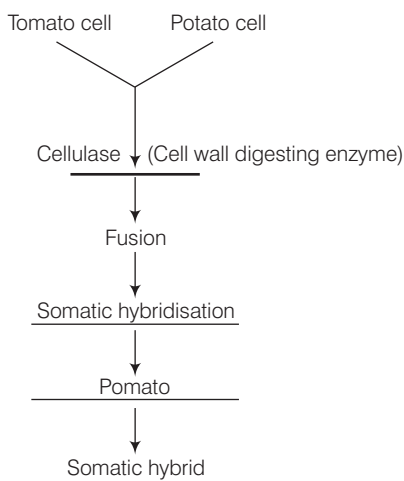 Tomato cell Potato cell
Cellulase (Cell wall digesting enzyme)
Fusion
Somatic hybridisation
Pomato
Somatic hybrid